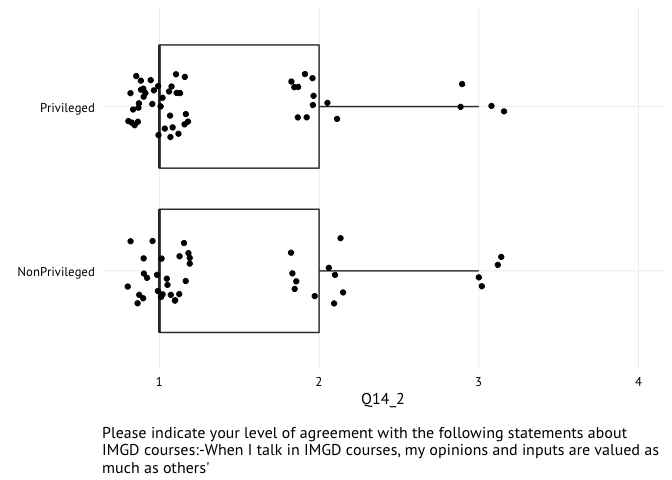 Privileged
NonPrivileged
1 2 3 4
Q14_2
Please indicate your level of agreement with the following statements about
IMGD courses:-When I talk in IMGD courses, my opinions and inputs are valued as
much as others'